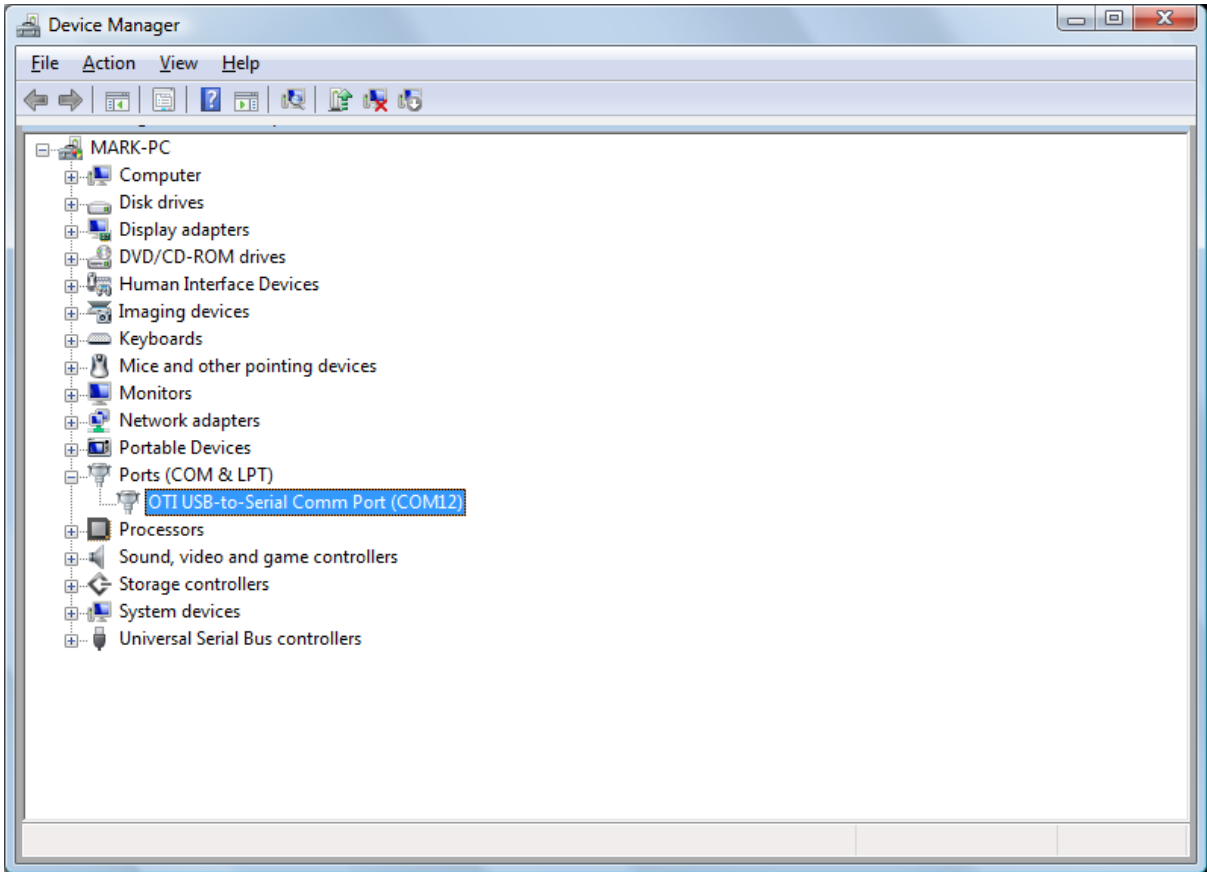 Device Manager
File Action View Help
MARK-PC
Computer
Disk drives
Display adapters
DVD/CD-ROM drives
Human Interface Devices
Imaging devices
Keyboards
Mice and other pointing devices
Monitors
Network adapters
Portable Devices
Ports (COM & LPT)
OTI USB-to-Serial Comm Port (COM12)
Processors
Sound, video and game controllers
Storage controllers
System devices
Universal Serial Bus controllers